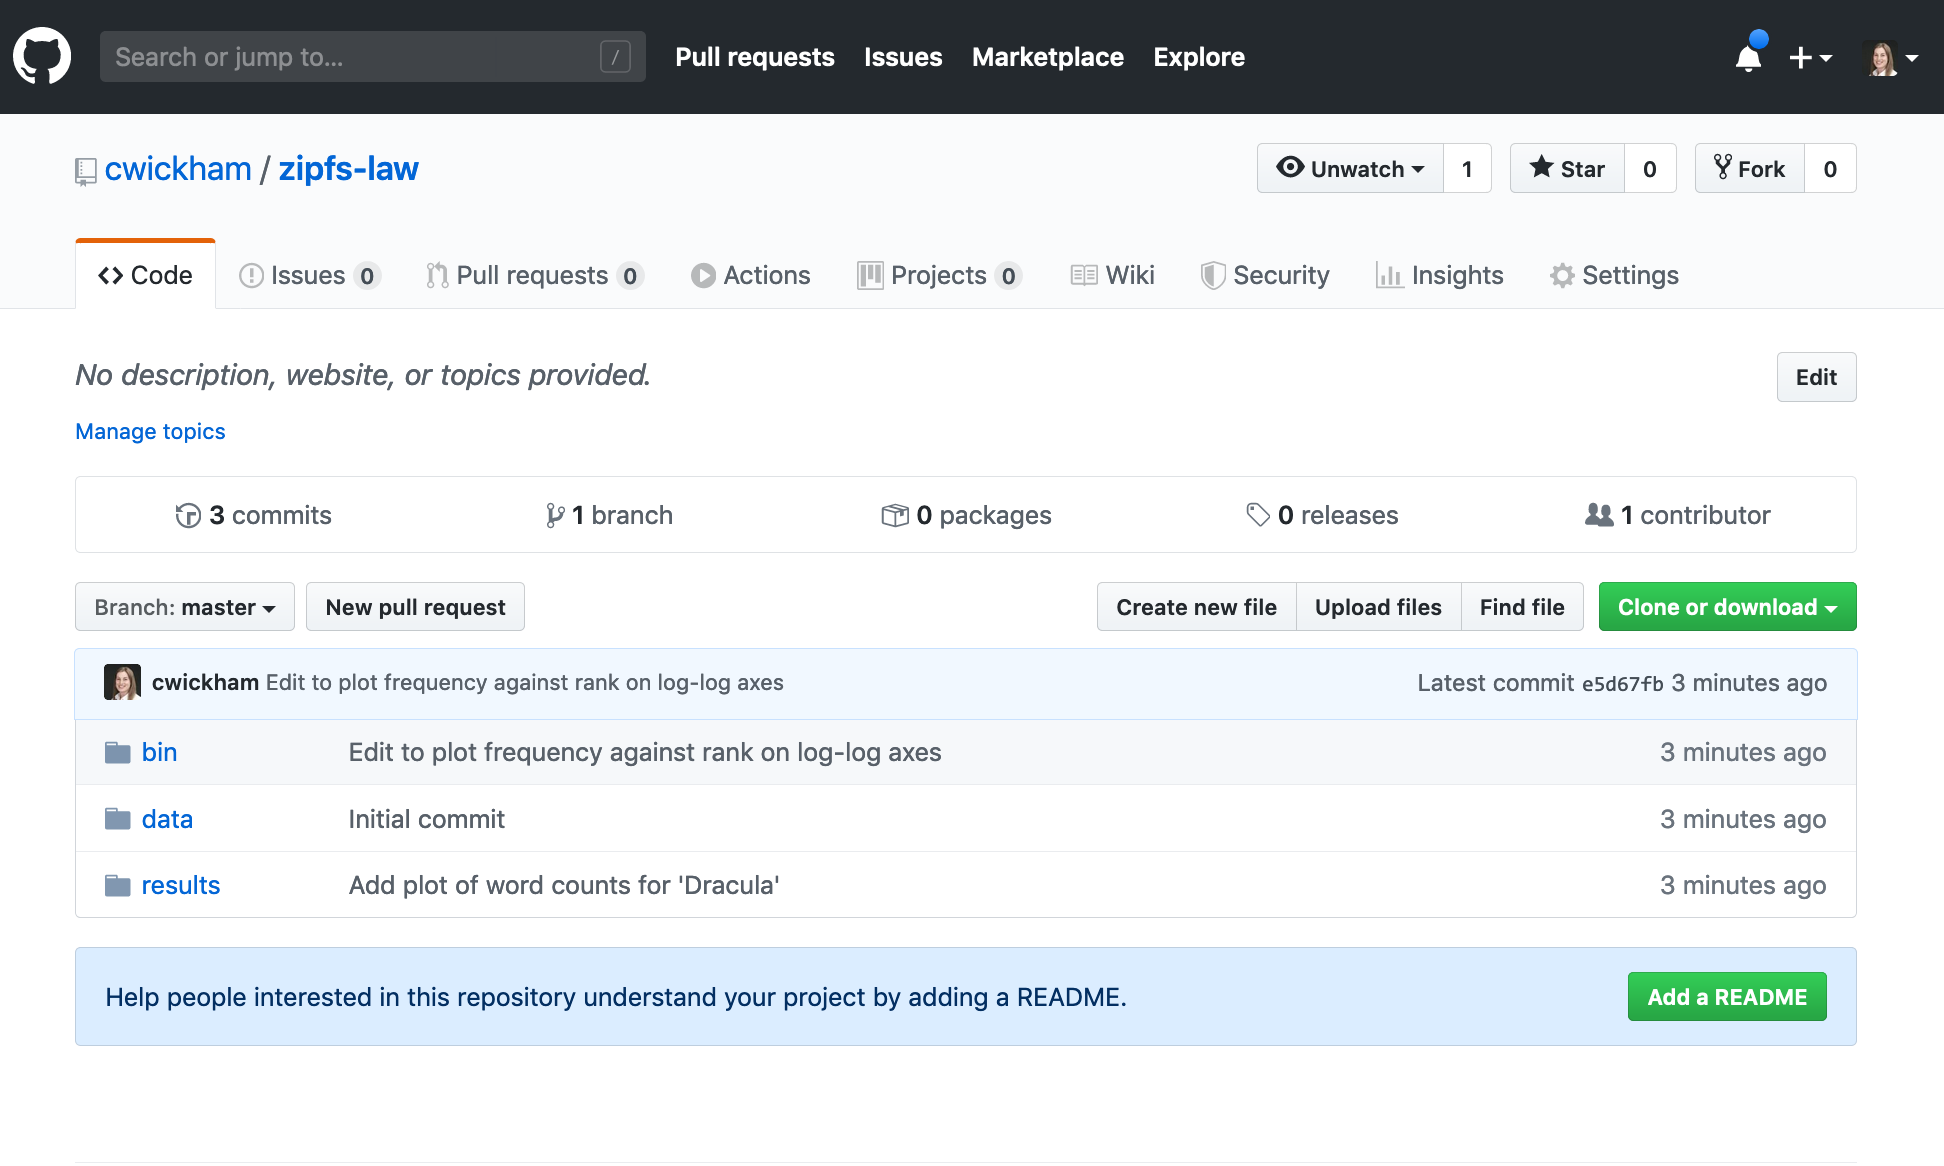 Search or jump to... / Pull requests Issues Marketplace Explore
cwickham / zipfs-law Unwatch 1 Star 0 Fork 0
Code Issues 0 Pull requests 0 Actions Projects 0 Wiki Security Insights Settings
No description, website, or topics provided. Edit
Manage topics
3 commits 1 branch 0 packages 0 releases 1 contributor
Branch: master New pull request Create new file Upload files Find file Clone or download
cwickham Edit to plot frequency against rank on log-log axes Latest commit e5d67fb 3 minutes ago
bin Edit to plot frequency against rank on log-log axes 3 minutes ago
data Initial commit 3 minutes ago
results Add plot of word counts for 'Dracula' 3 minutes ago
Help people interested in this repository understand your project by adding a README. Add a README